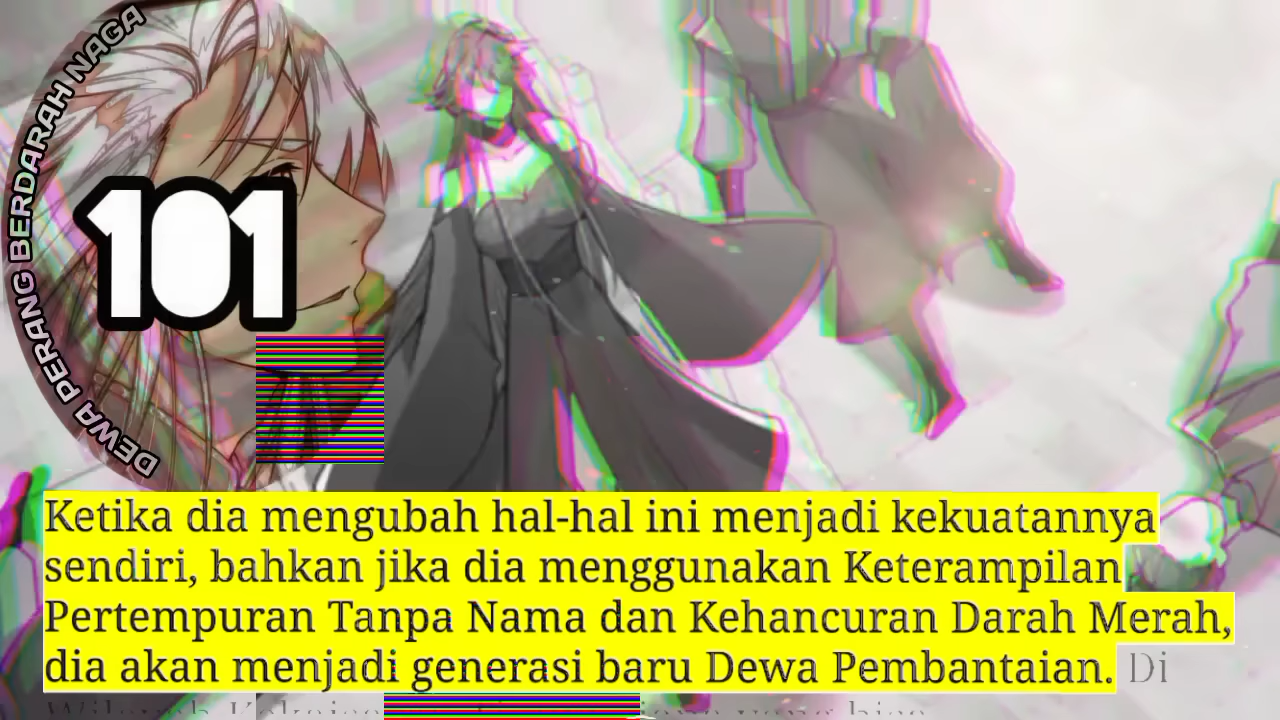 DEWA PERANG BERDARAH NAGA
101
Ketika dia mengubah hal-hal ini menjadi kekuatannya
sendiri, bahkan jika dia menggunakan Keterampilan
Pertempuran Tanpa Nama dan Kehancuran Darah Merah,
dia akan menjadi generasi baru Dewa Pembantaian. Di